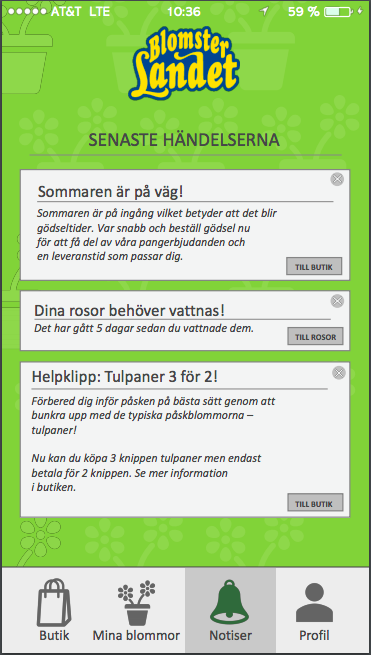 AT&T LTE 10:36 59 %
Blomster
Landet
SENASTE HÄNDELSERNA
Sommaren är på väg!
Sommaren är på ingång vilket betyder att det blir
gödseltider. Var snabb och beställ gödsel nu
för att få del av våra pangerbjudanden och
en leveranstid som passar dig.
TILL BUTIK
Dina rosor behöver vattnas!
Det har gått 5 dagar sedan du vattnade dem.
TILL ROSOR
Helpklipp: Tulpaner 3 för 2!
Förbered dig inför påsken på bästa sätt genom att
bunkra upp med de typiska påskblommorna –
tulpaner!
Nu kan du köpa 3 knippen tulpaner men endast
betala för 2 knippen. Se mer information
i butiken.
TILL BUTIK
Butik Mina blommor Notiser Profil